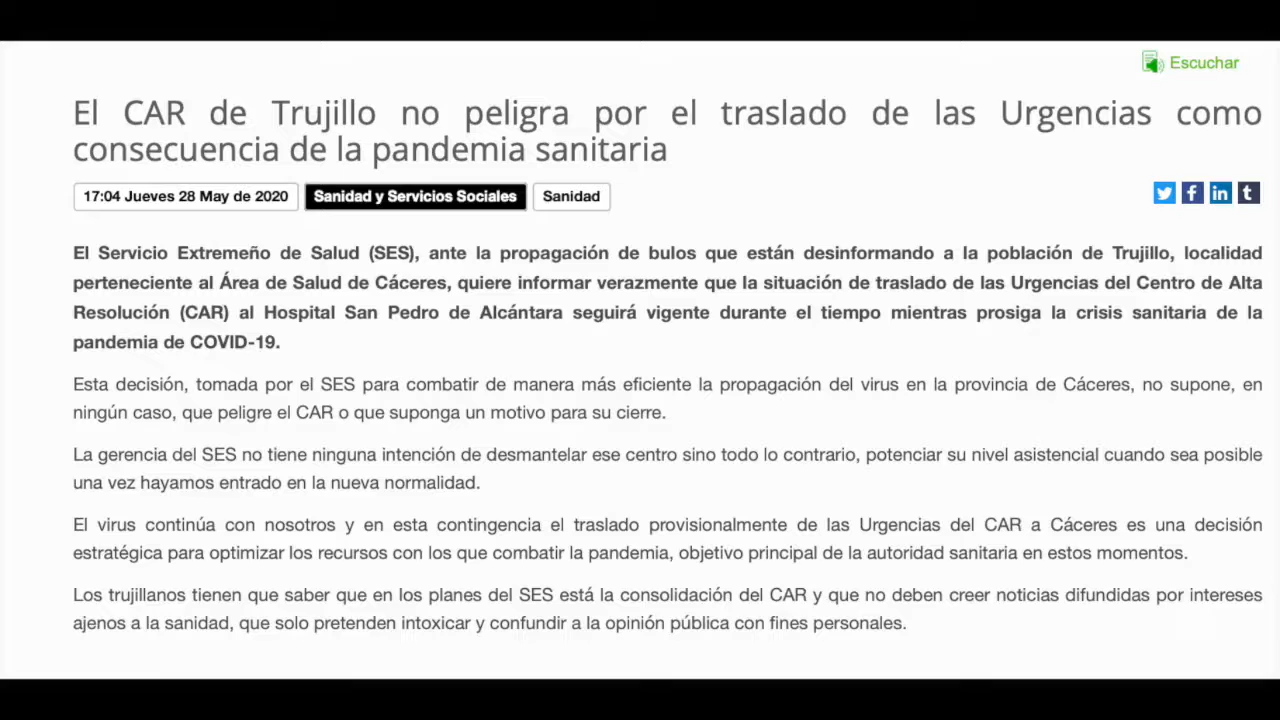 Escuchar
El CAR de Trujillo no peligra por el traslado de las Urgencias como
consecuencia de la pandemia sanitaria
17:04 Jueves 28 May de 2020 Sanidad y Servicios Sociales Sanidad
El Servicio Extremeño de Salud (SES), ante la propagación de bulos que están desinformando a la población de Trujillo, localidad
perteneciente al Área de Salud de Cáceres, quiere informar verazmente que la situación de traslado de las Urgencias del Centro de Alta
Resolución (CAR) al Hospital San Pedro de Alcántara seguirá vigente durante el tiempo mientras prosiga la crisis sanitaria de la
pandemia de COVID-19.
Esta decisión, tomada por el SES para combatir de manera más eficiente la propagación del virus en la provincia de Cáceres, no supone, en
ningún caso, que peligre el CAR o que suponga un motivo para su cierre.
La gerencia del SES no tiene ninguna intención de desmantelar ese centro sino todo lo contrario, potenciar su nivel asistencial cuando sea posible
una vez hayamos entrado en la nueva normalidad.
El virus continúa con nosotros y en esta contingencia el traslado provisionalmente de las Urgencias del CAR a Cáceres es una decisión
estratégica para optimizar los recursos con los que combatir la pandemia, objetivo principal de la autoridad sanitaria en estos momentos.
Los trujillanos tienen que saber que en los planes del SES está la consolidación del CAR y que no deben creer noticias difundidas por intereses
ajenos a la sanidad, que solo pretenden intoxicar y confundir a la opinión pública con fines personales.